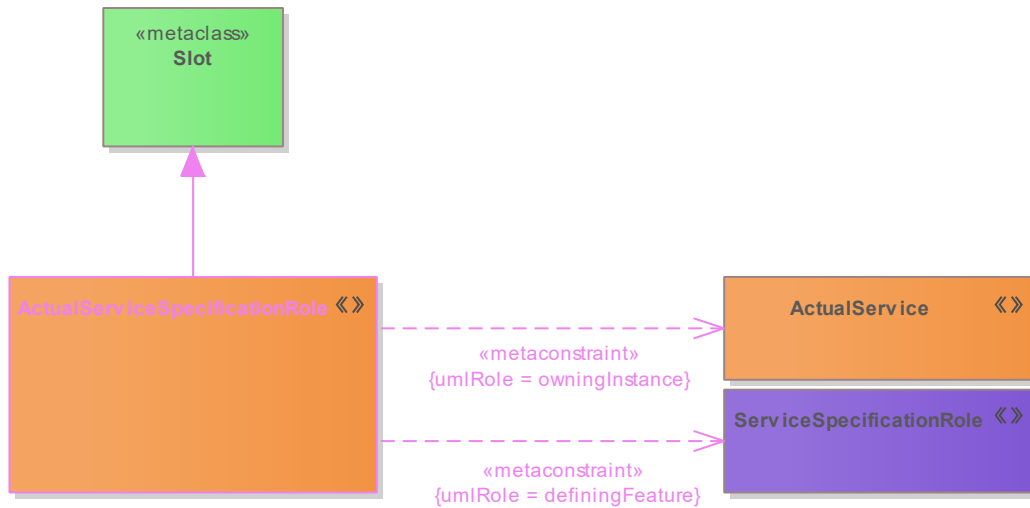 «metaclass»
Slot
ActualServiceSpecificationRole «»
ActualService «»
«metaconstraint»
{umlRole = owningInstance}
ServiceSpecificationRole «»
«metaconstraint»
{umlRole = definingFeature}